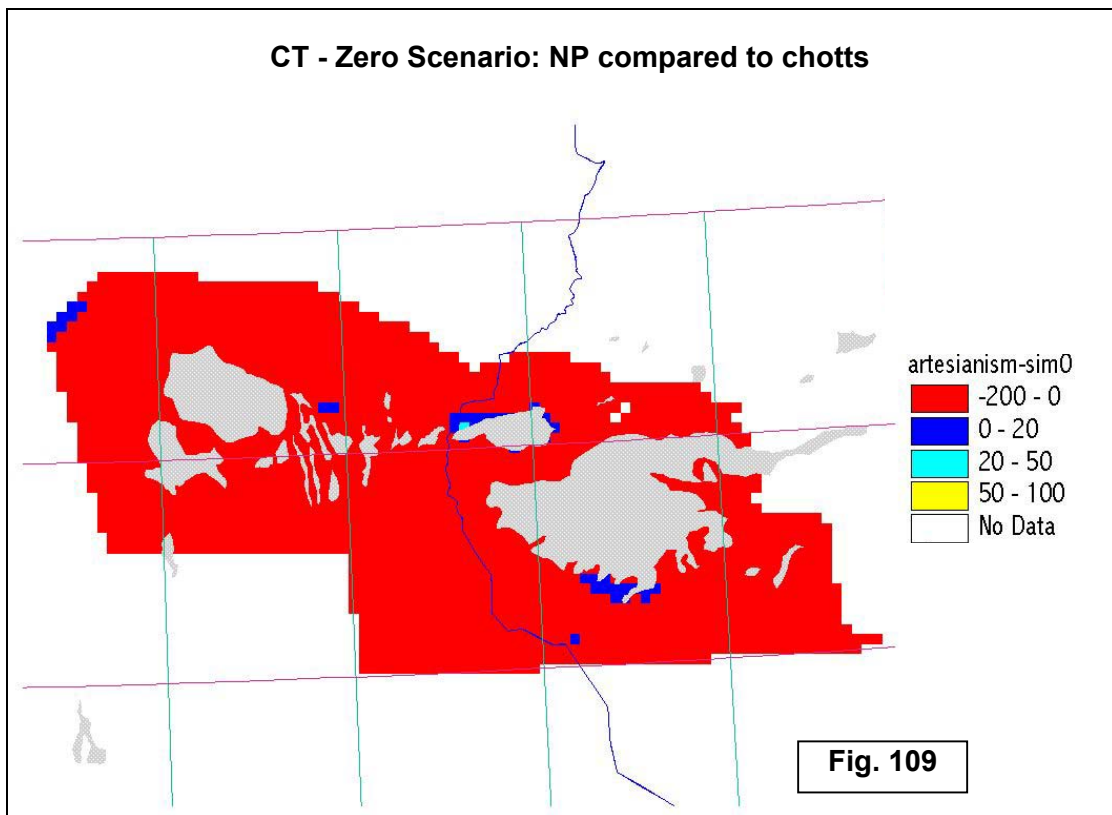 CT - Zero Scenario: NP compared to chotts
artesianism-sim0
-200 - 0
0 - 20
20 - 50
50 - 100
No Data
Fig. 109